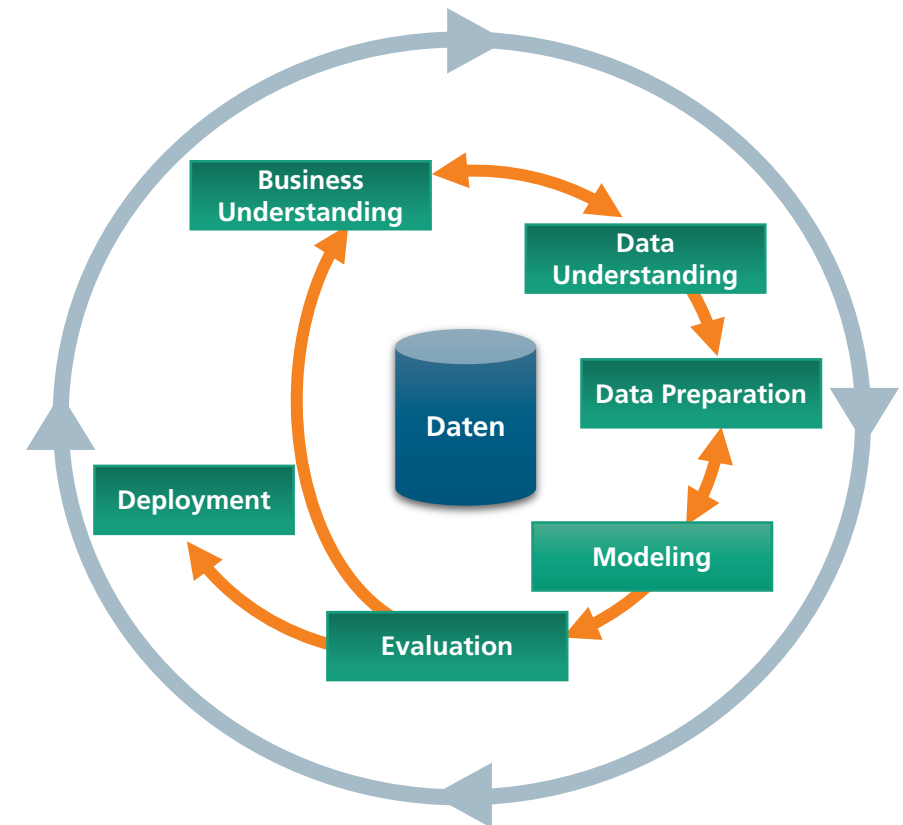 Business
Understanding
Data
Understanding
Data Preparation
Daten
Deployment
Modeling
Evaluation